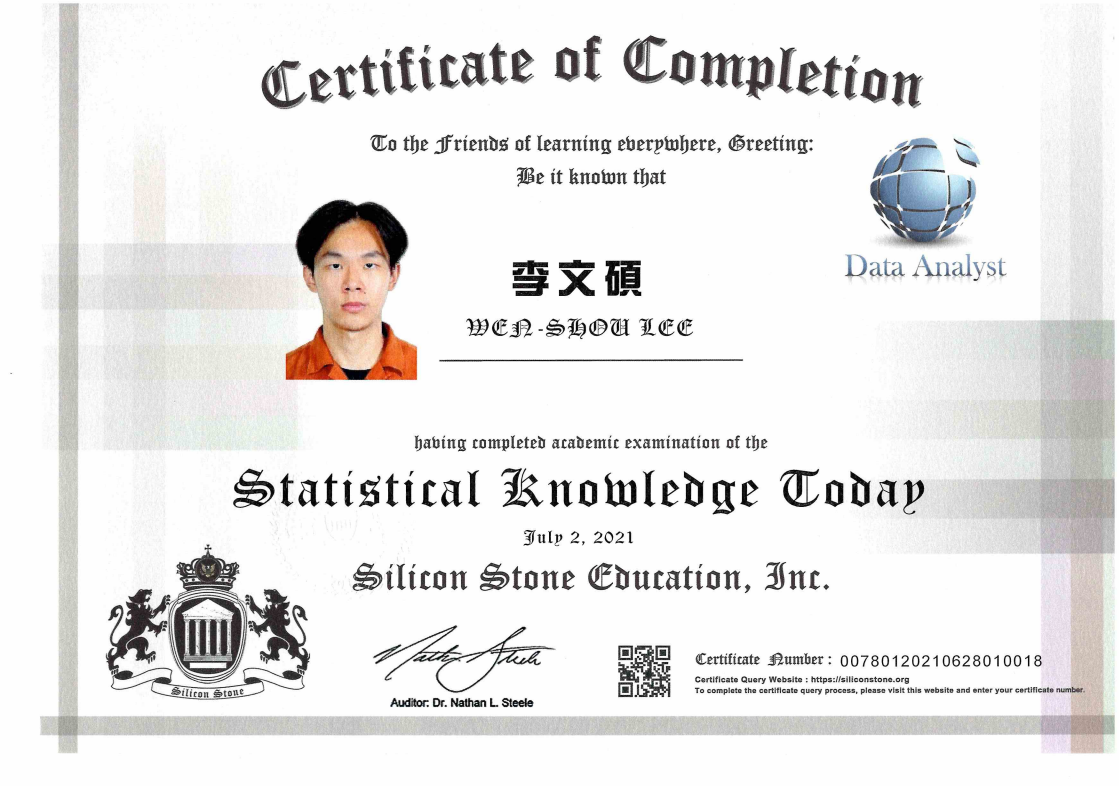 Certificate of Completion
To the Friends of learning everywhere, Greeting:
Be it known that
Data Analyst
李文碩
WEN-SHOU LEE
having completed academic examination of the
Statistical Knowledge Today
July 2, 2021
Silicon Stone Education, Inc.
Silicon Stone
Nathan Steele
Auditor: Dr. Nathan L. Steele
Certificate Number : 00780120210628010018
Certificate Query Website : https://siliconstone.org
To complete the certificate query process, please visit this website and enter your certificate number.